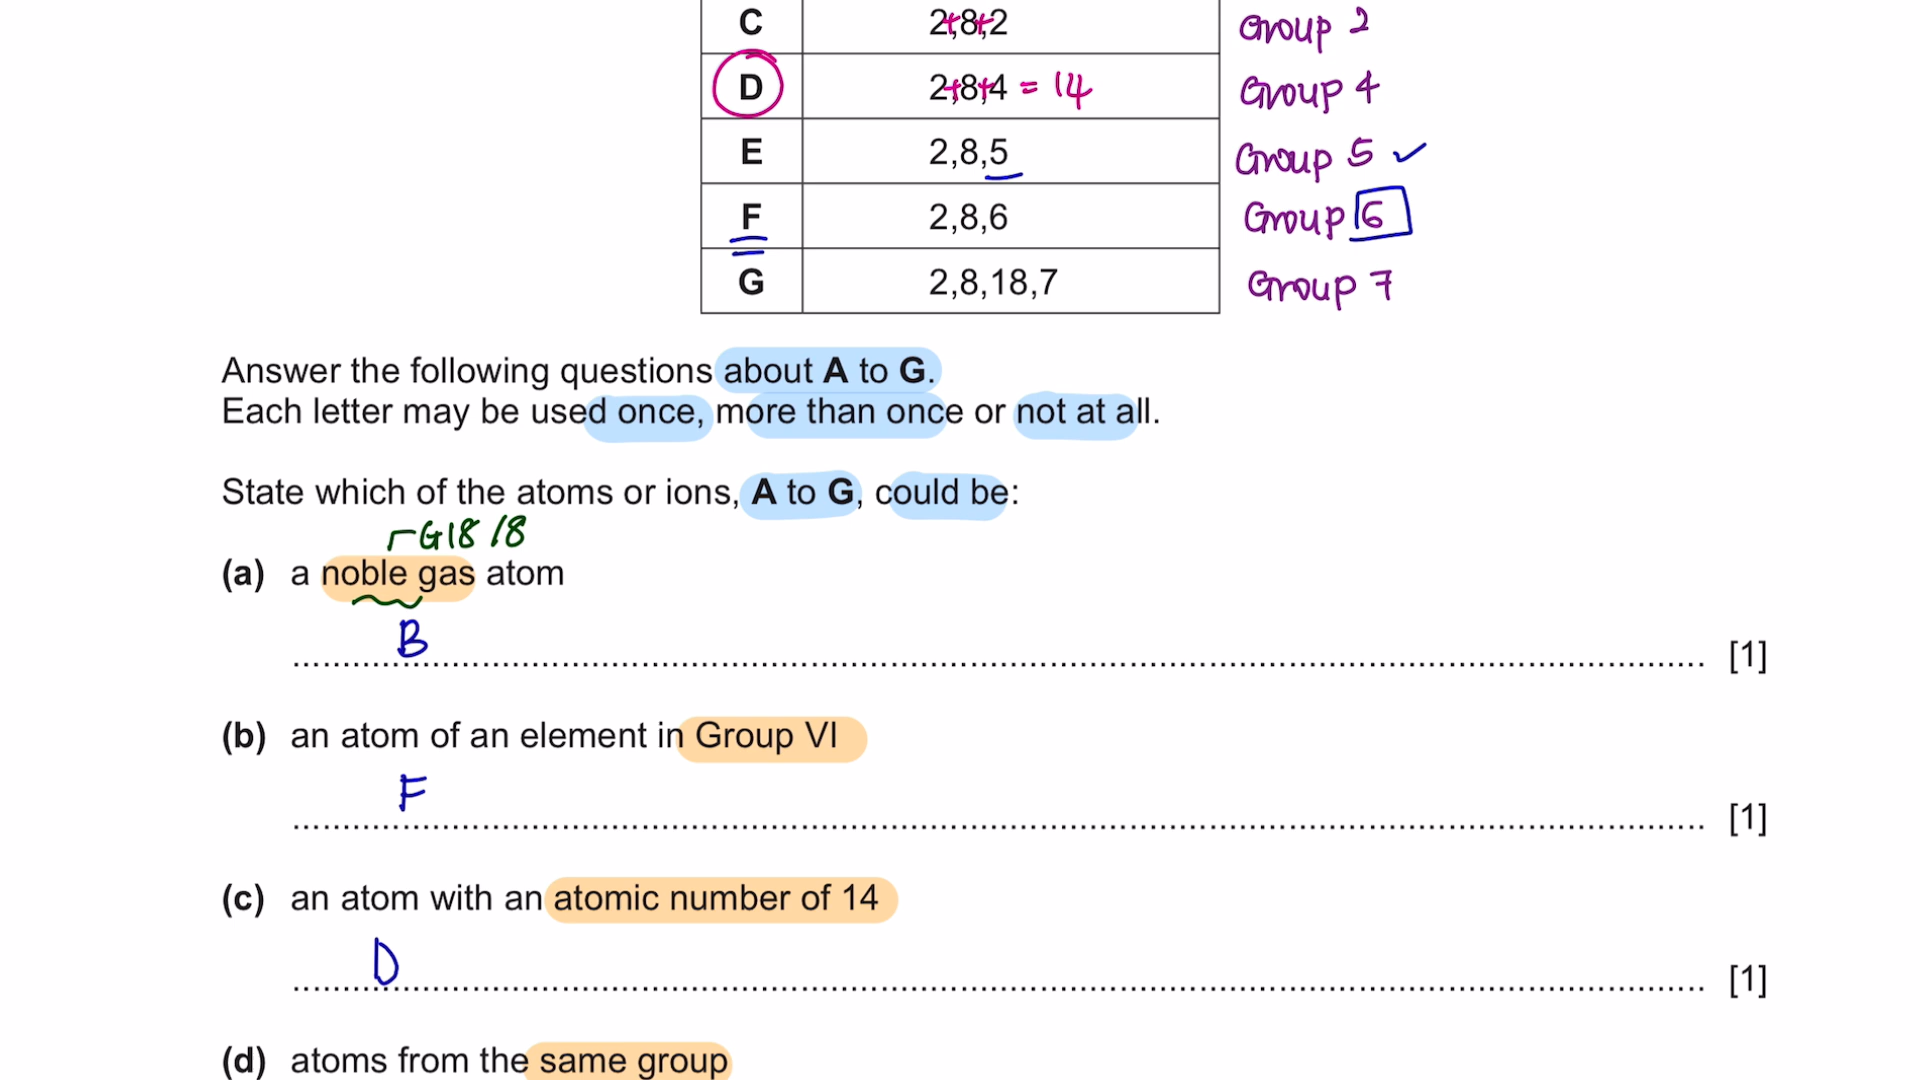 C 2,8,2 Group 2
D 2,8,4 = 14 Group 4
E 2,8,5 Group 5
F 2,8,6 Group 6
G 2,8,18,7 Group 7
Answer the following questions about A to G.
Each letter may be used once, more than once or not at all.
State which of the atoms or ions, A to G, could be:
G18 / 8
(a) a noble gas atom
B
[1]
(b) an atom of an element in Group VI
F
[1]
(c) an atom with an atomic number of 14
D
[1]
(d) atoms from the same group